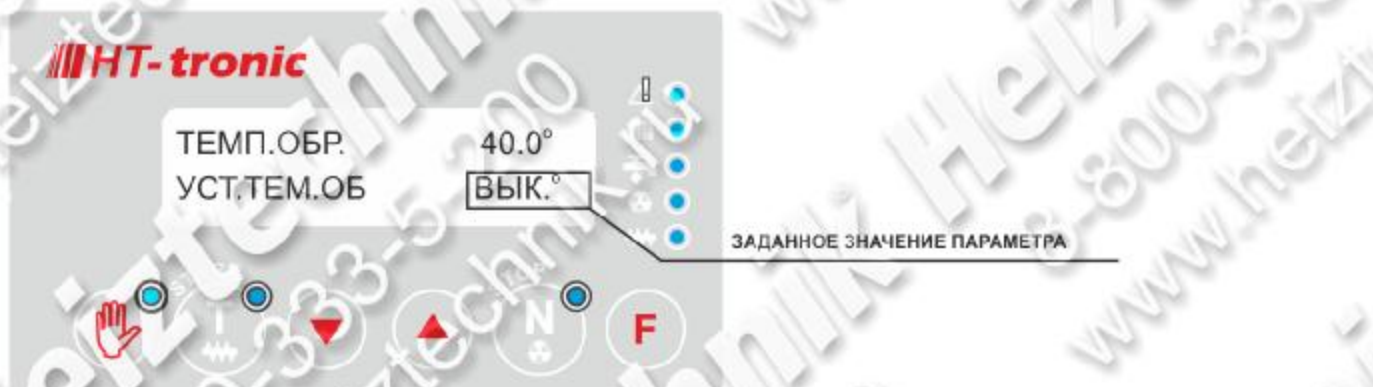 HT-tronic
ТЕМП.ОБР. 40.0°
УСТ.ТЕМ.ОБ ВЫК.°
ЗАДАННОЕ ЗНАЧЕНИЕ ПАРАМЕТРА
I
N
F